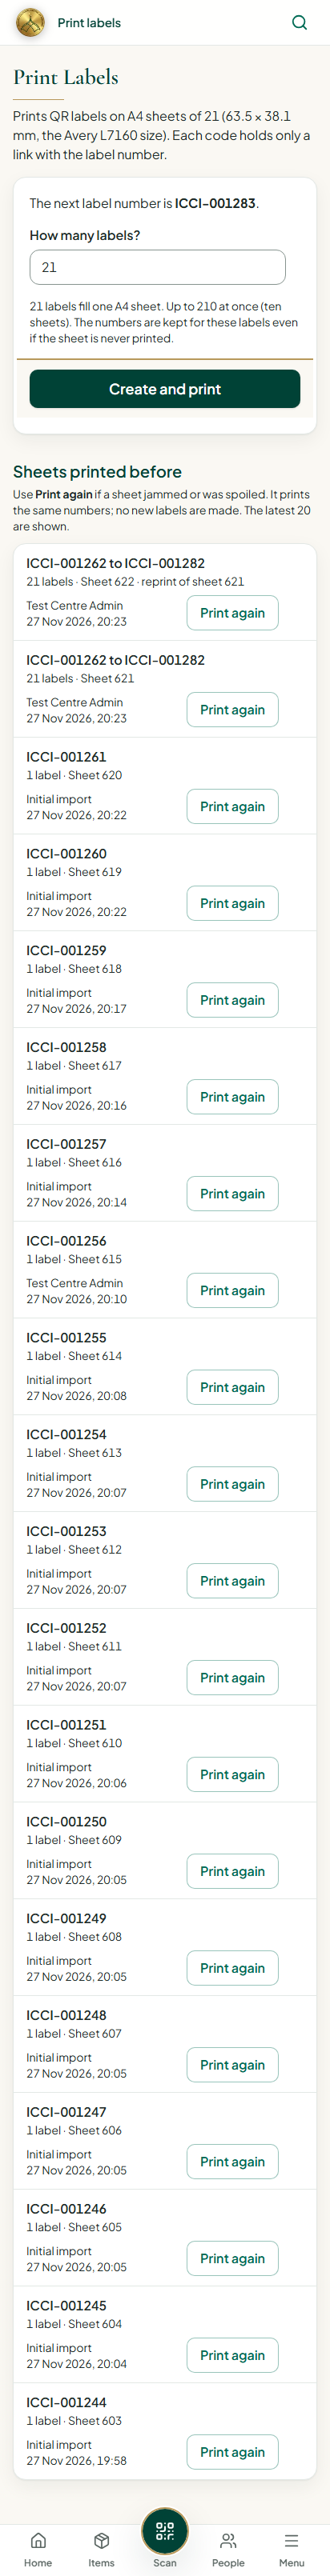 Print labels
Print Labels
Prints QR labels on A4 sheets of 21 (63.5 × 38.1
mm, the Avery L7160 size). Each code holds only a
link with the label number.
The next label number is ICCI-001283.
How many labels?
21
21 labels fill one A4 sheet. Up to 210 at once (ten
sheets). The numbers are kept for these labels even
if the sheet is never printed.
Create and print
Sheets printed before
Use Print again if a sheet jammed or was spoiled. It prints
the same numbers; no new labels are made. The latest 20
are shown.
ICCI-001262 to ICCI-001282
21 labels · Sheet 622 · reprint of sheet 621
Test Centre Admin
27 Nov 2026, 20:23
Print again
ICCI-001262 to ICCI-001282
21 labels · Sheet 621
Test Centre Admin
27 Nov 2026, 20:23
Print again
ICCI-001261
1 label · Sheet 620
Initial import
27 Nov 2026, 20:22
Print again
ICCI-001260
1 label · Sheet 619
Initial import
27 Nov 2026, 20:22
Print again
ICCI-001259
1 label · Sheet 618
Initial import
27 Nov 2026, 20:17
Print again
ICCI-001258
1 label · Sheet 617
Initial import
27 Nov 2026, 20:16
Print again
ICCI-001257
1 label · Sheet 616
Initial import
27 Nov 2026, 20:14
Print again
ICCI-001256
1 label · Sheet 615
Test Centre Admin
27 Nov 2026, 20:10
Print again
ICCI-001255
1 label · Sheet 614
Initial import
27 Nov 2026, 20:08
Print again
ICCI-001254
1 label · Sheet 613
Initial import
27 Nov 2026, 20:07
Print again
ICCI-001253
1 label · Sheet 612
Initial import
27 Nov 2026, 20:07
Print again
ICCI-001252
1 label · Sheet 611
Initial import
27 Nov 2026, 20:07
Print again
ICCI-001251
1 label · Sheet 610
Initial import
27 Nov 2026, 20:06
Print again
ICCI-001250
1 label · Sheet 609
Initial import
27 Nov 2026, 20:05
Print again
ICCI-001249
1 label · Sheet 608
Initial import
27 Nov 2026, 20:05
Print again
ICCI-001248
1 label · Sheet 607
Initial import
27 Nov 2026, 20:05
Print again
ICCI-001247
1 label · Sheet 606
Initial import
27 Nov 2026, 20:05
Print again
ICCI-001246
1 label · Sheet 605
Initial import
27 Nov 2026, 20:05
Print again
ICCI-001245
1 label · Sheet 604
Initial import
27 Nov 2026, 20:04
Print again
ICCI-001244
1 label · Sheet 603
Initial import
27 Nov 2026, 19:58
Print again
Home
Items
Scan
People
Menu